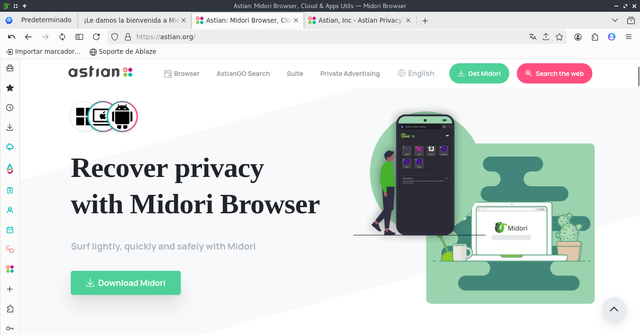 Astian: Midori Browser, Cloud & Apps Utils — Midori Browser
Predeterminado
¡Le damos la bienvenida a Mid
Astian: Midori Browser, Clo
Astian, Inc - Astian Privacy
https://astian.org/
Importar marcador...
Soporte de Ablaze
astian
Browser
AstianGO Search
Suite
Private Advertising
English
Get Midori
Search the web
Recover privacy
with Midori Browser
Surf lightly, quickly and safely with Midori
Download Midori
Midori